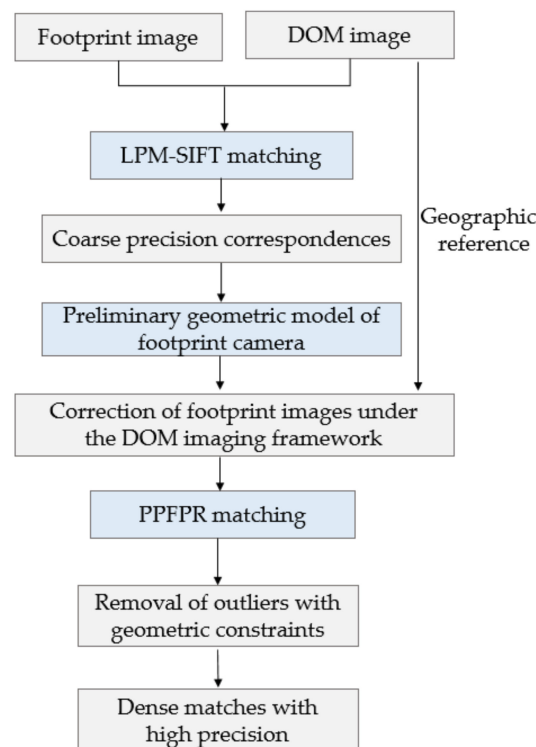 Footprint image
DOM image
LPM-SIFT matching
Coarse precision correspondences
Geographic
reference
Preliminary geometric model of
footprint camera
Correction of footprint images under
the DOM imaging framework
PPFPR matching
Removal of outliers with
geometric constraints
Dense matches with
high precision